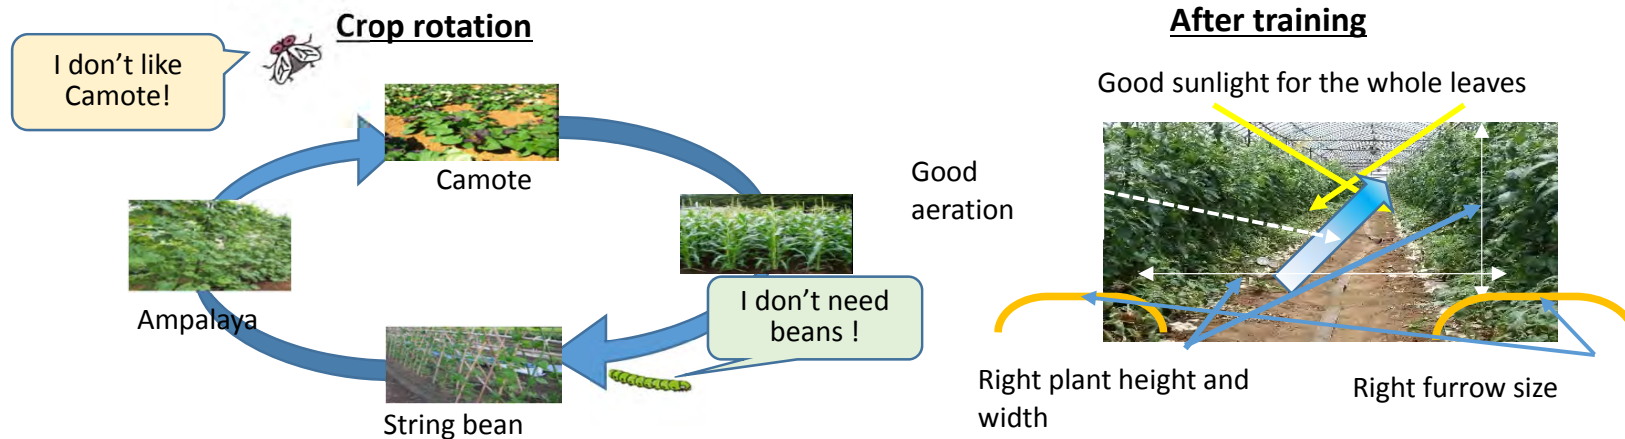 Crop rotation
I don’t like
Camote!
Camote
Ampalaya
I don’t need
beans !
String bean
After training
Good sunlight for the whole leaves
Good
aeration
Right plant height and
width
Right furrow size